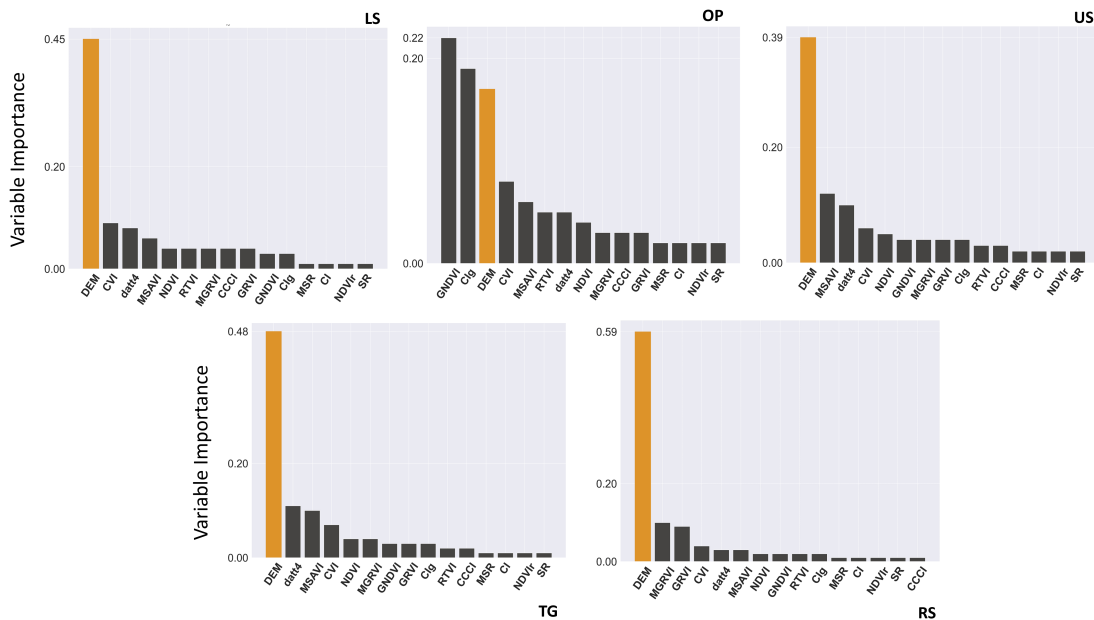 LS
OP
US
Variable Importance
0.45
0.20
0.00
DEM
CVI
datt4
MSAVI
NDVI
RTVI
MGRVI
CCCI
GRVI
GNDVI
CIg
MSR
CI
NDVIr
SR
0.22
0.20
0.00
GNDVI
CIg
DEM
CVI
MSAVI
RTVI
datt4
NDVI
MGRVI
CCCI
GRVI
MSR
CI
NDVIr
SR
0.39
0.20
0.00
DEM
MSAVI
datt4
CVI
NDVI
GNDVI
MGRVI
GRVI
CIg
RTVI
CCCI
MSR
CI
NDVIr
SR
Variable Importance
0.48
0.20
0.00
DEM
datt4
MSAVI
CVI
NDVI
MGRVI
GNDVI
GRVI
CIg
RTVI
CCCI
MSR
CI
NDVIr
SR
TG
0.59
0.20
0.00
DEM
MGRVI
GRVI
CVI
datt4
MSAVI
NDVI
GNDVI
RTVI
CIg
MSR
CI
NDVIr
SR
CCCI
RS